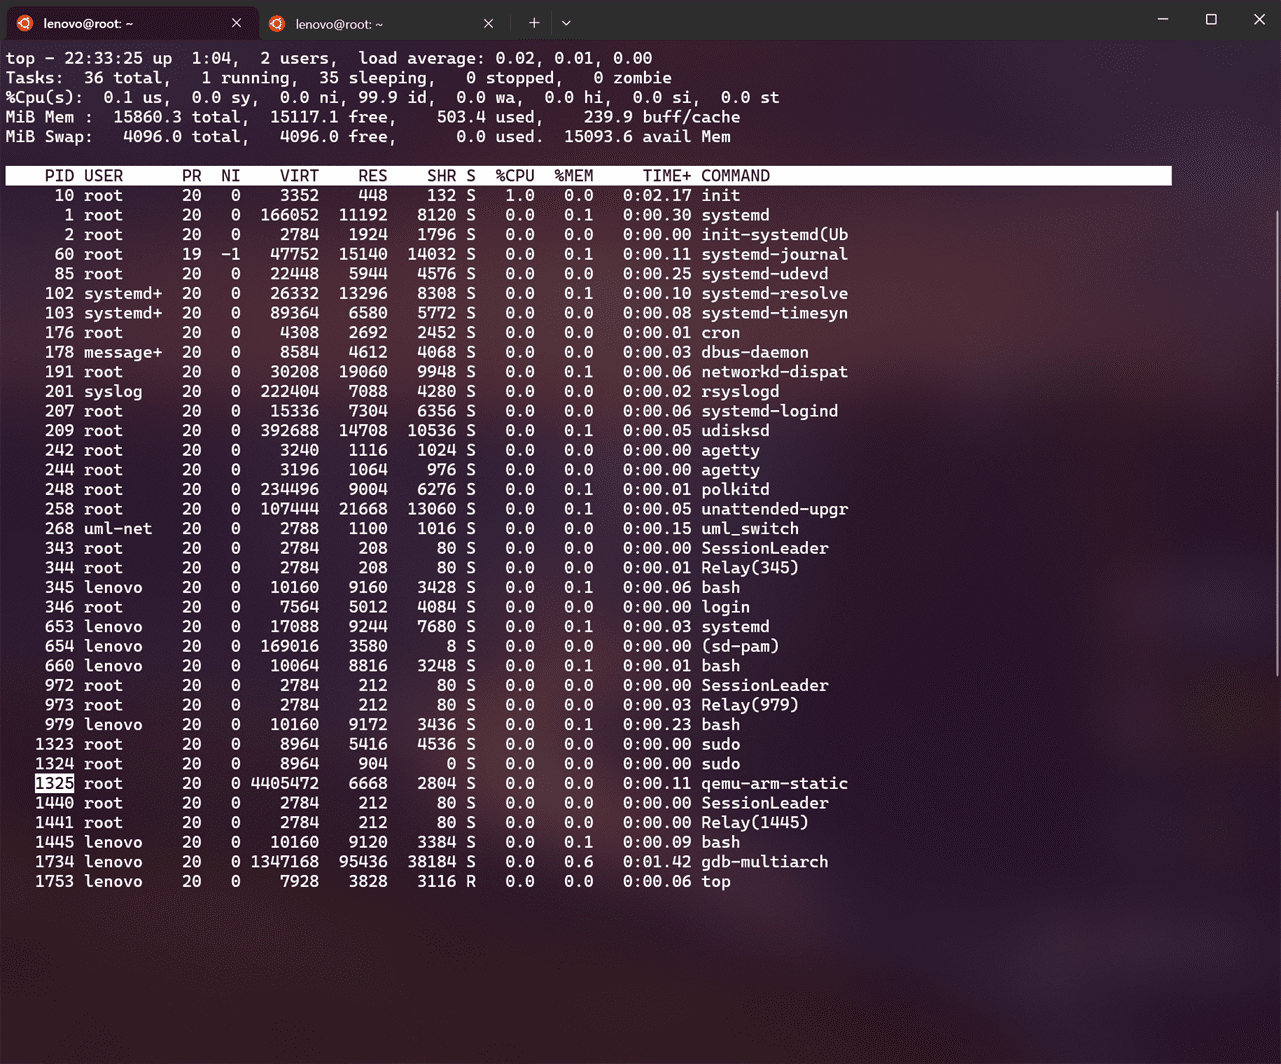 lenovo@root: ~ lenovo@root: ~
top - 22:33:25 up  1:04,  2 users,  load average: 0.02, 0.01, 0.00
Tasks:  36 total,   1 running,  35 sleeping,   0 stopped,   0 zombie
%Cpu(s):  0.1 us,  0.0 sy,  0.0 ni, 99.9 id,  0.0 wa,  0.0 hi,  0.0 si,  0.0 st
MiB Mem :  15860.3 total,  15117.1 free,    503.4 used,    239.9 buff/cache
MiB Swap:   4096.0 total,   4096.0 free,      0.0 used.  15093.6 avail Mem
PID USER      PR  NI    VIRT    RES    SHR S  %CPU  %MEM     TIME+ COMMAND
10 root      20   0    3352    448    132 S   1.0   0.0   0:02.17 init
1 root      20   0  166052  11192   8120 S   0.0   0.1   0:00.30 systemd
2 root      20   0    2784   1924   1796 S   0.0   0.0   0:00.00 init-systemd(Ub
60 root      19  -1   47752  15140  14032 S   0.0   0.1   0:00.11 systemd-journal
85 root      20   0   22448   5944   4576 S   0.0   0.0   0:00.25 systemd-udevd
102 systemd+  20   0   26332  13296   8308 S   0.0   0.1   0:00.10 systemd-resolve
103 systemd+  20   0   89364   6580   5772 S   0.0   0.0   0:00.08 systemd-timesyn
176 root      20   0    4308   2692   2452 S   0.0   0.0   0:00.01 cron
178 message+  20   0    8584   4612   4068 S   0.0   0.0   0:00.03 dbus-daemon
191 root      20   0   30208  19060   9948 S   0.0   0.1   0:00.06 networkd-dispat
201 syslog    20   0  222404   7088   4280 S   0.0   0.0   0:00.02 rsyslogd
207 root      20   0   15336   7304   6356 S   0.0   0.0   0:00.06 systemd-logind
209 root      20   0  392688  14708  10536 S   0.0   0.1   0:00.05 udisksd
242 root      20   0    3240   1116   1024 S   0.0   0.0   0:00.00 agetty
244 root      20   0    3196   1064    976 S   0.0   0.0   0:00.00 agetty
248 root      20   0  234496   9004   6276 S   0.0   0.1   0:00.01 polkitd
258 root      20   0  107444  21668  13060 S   0.0   0.1   0:00.05 unattended-upgr
268 uml-net   20   0    2788   1100   1016 S   0.0   0.0   0:00.15 uml_switch
343 root      20   0    2784    208     80 S   0.0   0.0   0:00.00 SessionLeader
344 root      20   0    2784    208     80 S   0.0   0.0   0:00.01 Relay(345)
345 lenovo    20   0   10160   9160   3428 S   0.0   0.1   0:00.06 bash
346 root      20   0    7564   5012   4084 S   0.0   0.0   0:00.00 login
653 lenovo    20   0   17088   9244   7680 S   0.0   0.1   0:00.03 systemd
654 lenovo    20   0  169016   3580      8 S   0.0   0.0   0:00.00 (sd-pam)
660 lenovo    20   0   10064   8816   3248 S   0.0   0.1   0:00.01 bash
972 root      20   0    2784    212     80 S   0.0   0.0   0:00.00 SessionLeader
973 root      20   0    2784    212     80 S   0.0   0.0   0:00.03 Relay(979)
979 lenovo    20   0   10160   9172   3436 S   0.0   0.1   0:00.23 bash
1323 root      20   0    8964   5416   4536 S   0.0   0.0   0:00.00 sudo
1324 root      20   0    8964    904      0 S   0.0   0.0   0:00.00 sudo
1325 root      20   0 4405472   6668   2804 S   0.0   0.0   0:00.11 qemu-arm-static
1440 root      20   0    2784    212     80 S   0.0   0.0   0:00.00 SessionLeader
1441 root      20   0    2784    212     80 S   0.0   0.0   0:00.00 Relay(1445)
1445 lenovo    20   0   10160   9120   3384 S   0.0   0.1   0:00.09 bash
1734 lenovo    20   0 1347168  95436  38184 S   0.0   0.6   0:01.42 gdb-multiarch
1753 lenovo    20   0    7928   3828   3116 R   0.0   0.0   0:00.06 top